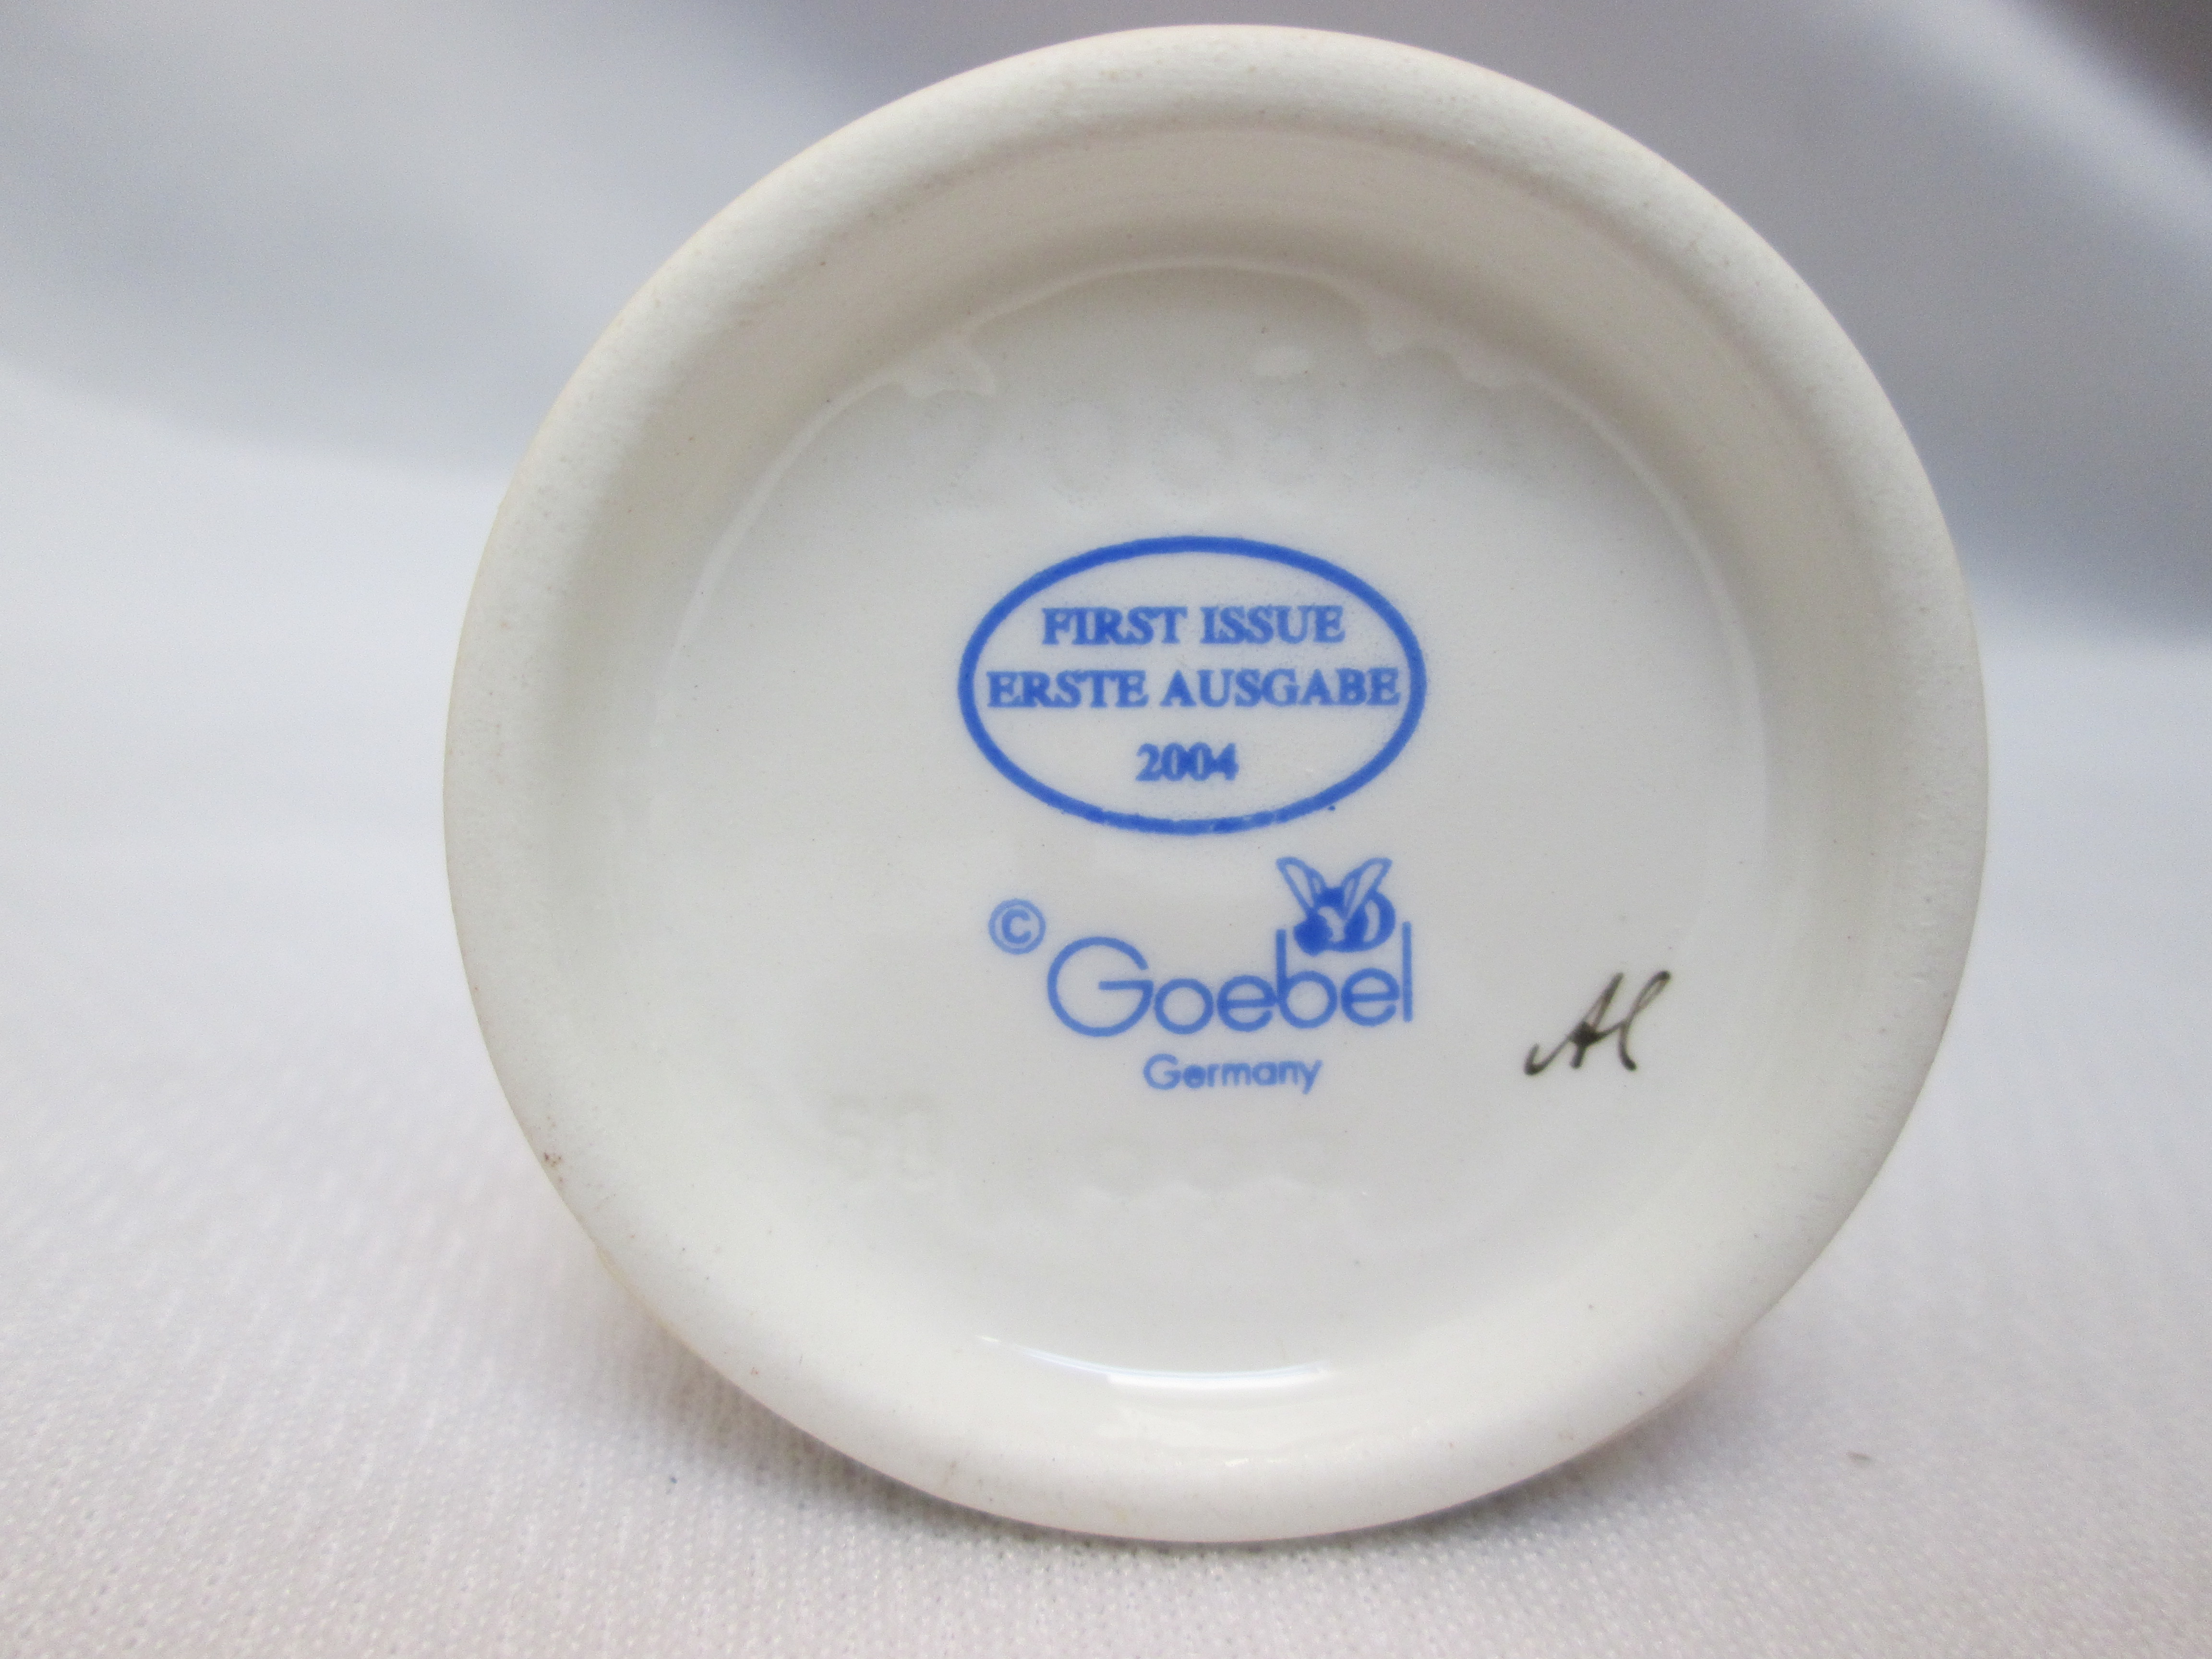 FIRST ISSUE
ERSTE AUSGABE
2004
© Goebel
Germany